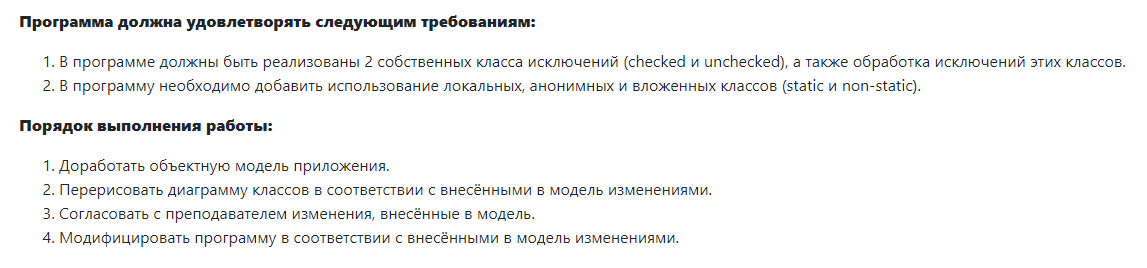 Программа должна удовлетворять следующим требованиям:
1. В программе должны быть реализованы 2 собственных класса исключений (checked и unchecked), а также обработка исключений этих классов.
2. В программу необходимо добавить использование локальных, анонимных и вложенных классов (static и non-static).
Порядок выполнения работы:
1. Доработать объектную модель приложения.
2. Перерисовать диаграмму классов в соответствии с внесёнными в модель изменениями.
3. Согласовать с преподавателем изменения, внесённые в модель.
4. Модифицировать программу в соответствии с внесёнными в модель изменениями.